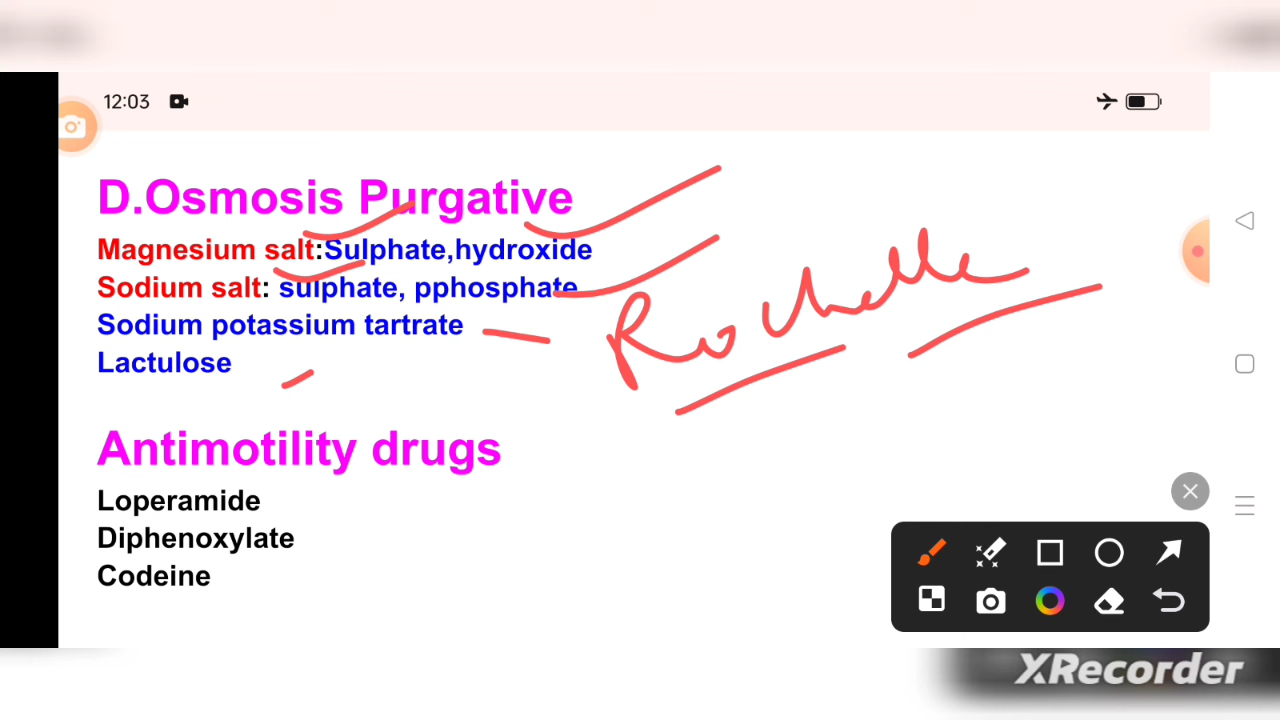 12:03
D.Osmosis Purgative
Magnesium salt:Sulphate,hydroxide
Sodium salt: sulphate, pphosphate
Sodium potassium tartrate
Rochelle
Lactulose
Antimotility drugs
Loperamide
Diphenoxylate
Codeine
XRecorder